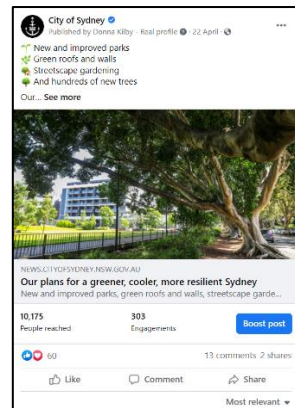 City of Sydney
Published by Donna Kilby · Real profile · 22 April ·
New and improved parks
Green roofs and walls
Streetscape gardening
And hundreds of new trees
Our... See more
NEWS.CITYOFSYDNEY.NSW.GOV.AU
Our plans for a greener, cooler, more resilient Sydney
New and improved parks, green roofs and walls, streetscape garde...
10,175
People reached
303
Engagements
Boost post
60
13 comments 2 shares
Like
Comment
Share
Most relevant